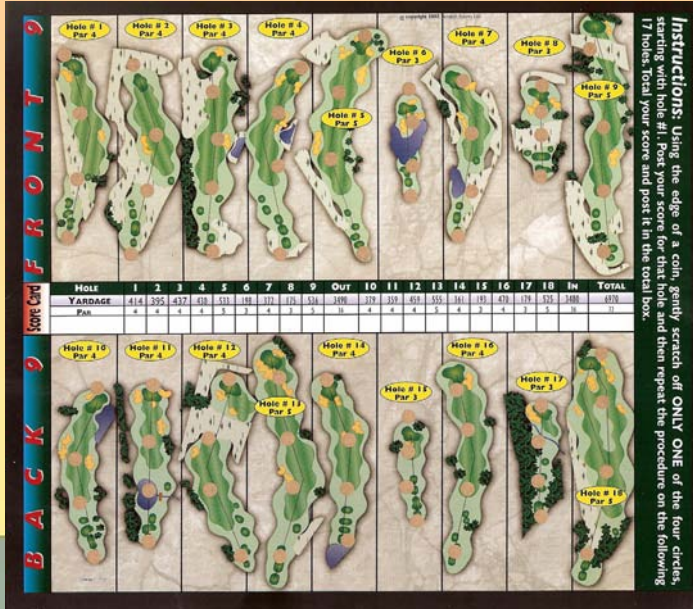 Instructions: Using the edge of a coin, gently scratch off ONLY ONE of the four circles,
starting with hole #1. Post your score for that hole and then repeat the procedure on the following
17 holes. Total your score and post it in the total box.
FRONT 9
Hole # 1
Par 4
Hole # 2
Par 4
Hole # 3
Par 4
Hole # 4
Par 4
Hole # 5
Par 5
Hole # 6
Par 3
Hole # 7
Par 4
Hole # 8
Par 3
Hole # 9
Par 5
Score Card
HOLE 1 2 3 4 5 6 7 8 9 OUT 10 11 12 13 14 15 16 17 18 IN TOTAL
YARDAGE 414 395 437 430 533 198 372 175 536 3490 379 359 459 555 361 193 470 179 525 3480 6970
PAR 4 4 4 4 5 3 4 3 5 36 4 4 4 5 4 3 4 3 5 36
BACK 9
Hole # 10
Par 4
Hole # 11
Par 4
Hole # 12
Par 4
Hole # 13
Par 5
Hole # 14
Par 4
Hole # 15
Par 3
Hole # 16
Par 4
Hole # 17
Par 3
Hole # 18
Par 5